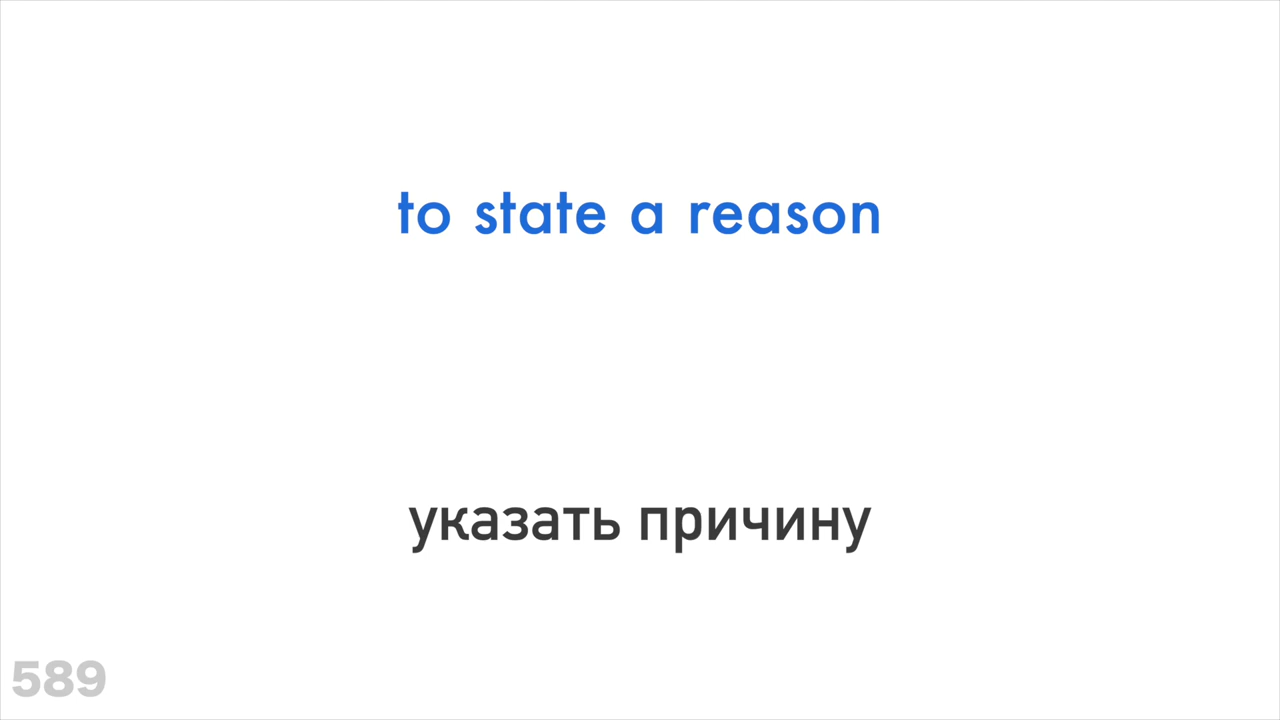 to state a reason
указать причину
589